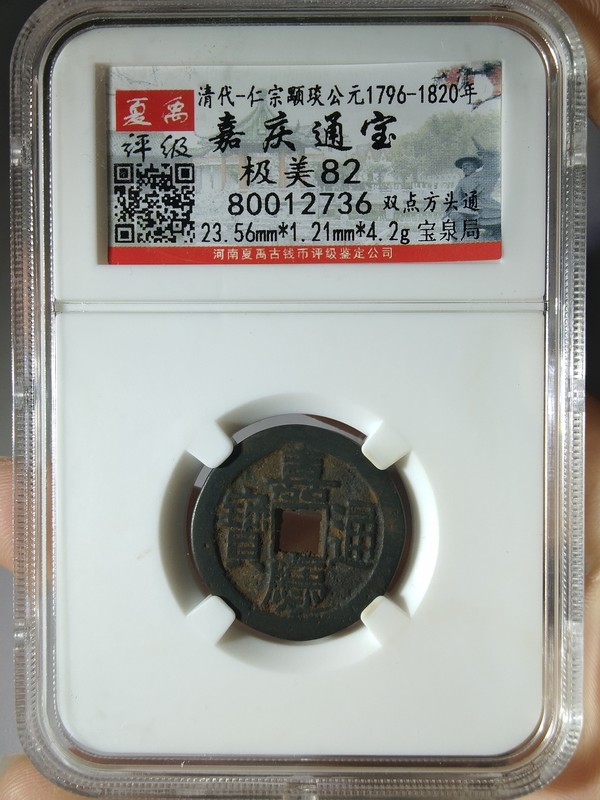 清代-仁宗顒琰公元1796-1820年
夏禹
评级
嘉庆通宝
极美82
80012736 双点方头通
23.56mm*1.21mm*4.2g 宝泉局
河南夏禹古钱币评级鉴定公司
嘉慶通寶